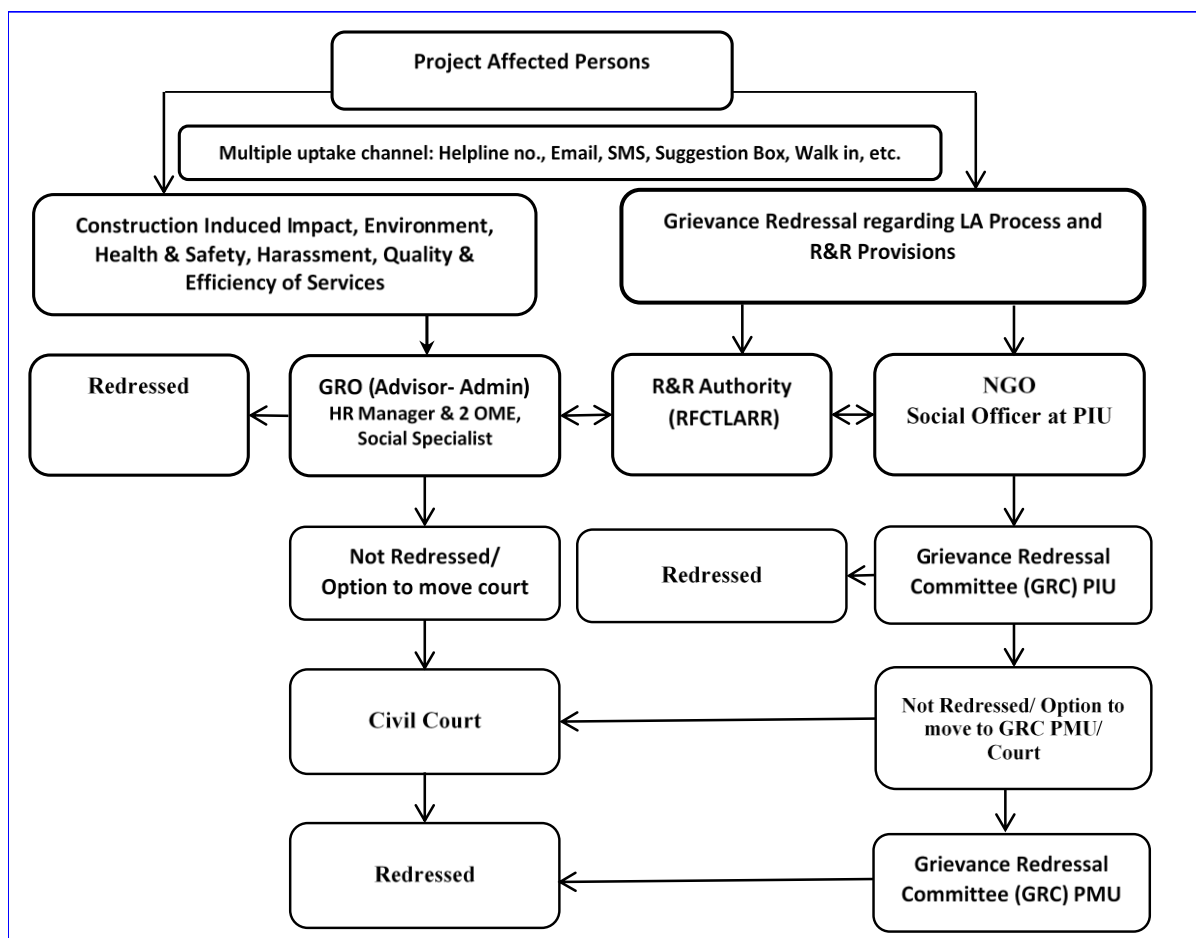 Project Affected Persons
Multiple uptake channel: Helpline no., Email, SMS, Suggestion Box, Walk in, etc.
Construction Induced Impact, Environment,
Health & Safety, Harassment, Quality &
Efficiency of Services
Grievance Redressal regarding LA Process and
R&R Provisions
Redressed
GRO (Advisor- Admin)
HR Manager & 2 OME,
Social Specialist
R&R Authority
(RFCTLARR)
NGO
Social Officer at PIU
Not Redressed/
Option to move court
Redressed
Grievance Redressal
Committee (GRC) PIU
Civil Court
Not Redressed/ Option to
move to GRC PMU/
Court
Redressed
Grievance Redressal
Committee (GRC) PMU